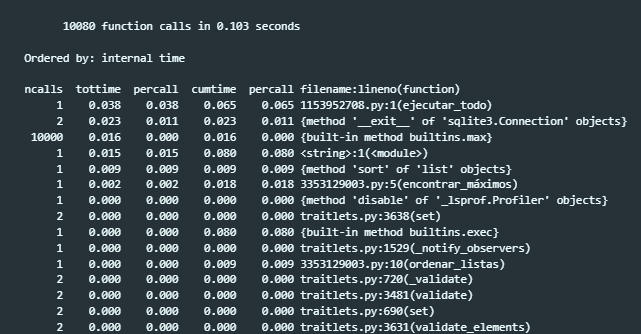 10080 function calls in 0.103 seconds
Ordered by: internal time
ncalls tottime percall cumtime percall filename:lineno(function)
1 0.038 0.038 0.065 0.065 1153952708.py:1(ejecutar_todo)
2 0.023 0.011 0.023 0.011 {method '__exit__' of 'sqlite3.Connection' objects}
10000 0.016 0.000 0.016 0.000 {built-in method builtins.max}
1 0.015 0.015 0.080 0.080 <string>:1(<module>)
1 0.009 0.009 0.009 0.009 {method 'sort' of 'list' objects}
1 0.002 0.002 0.018 0.018 3353129003.py:5(encontrar_máximos)
1 0.000 0.000 0.000 0.000 {method 'disable' of '_lsprof.Profiler' objects}
2 0.000 0.000 0.000 0.000 traitlets.py:3638(set)
1 0.000 0.000 0.080 0.080 {built-in method builtins.exec}
1 0.000 0.000 0.000 0.000 traitlets.py:1529(_notify_observers)
1 0.000 0.000 0.009 0.009 3353129003.py:10(ordenar_listas)
2 0.000 0.000 0.000 0.000 traitlets.py:720(_validate)
2 0.000 0.000 0.000 0.000 traitlets.py:3481(validate)
2 0.000 0.000 0.000 0.000 traitlets.py:690(set)
2 0.000 0.000 0.000 0.000 traitlets.py:3631(validate_elements)